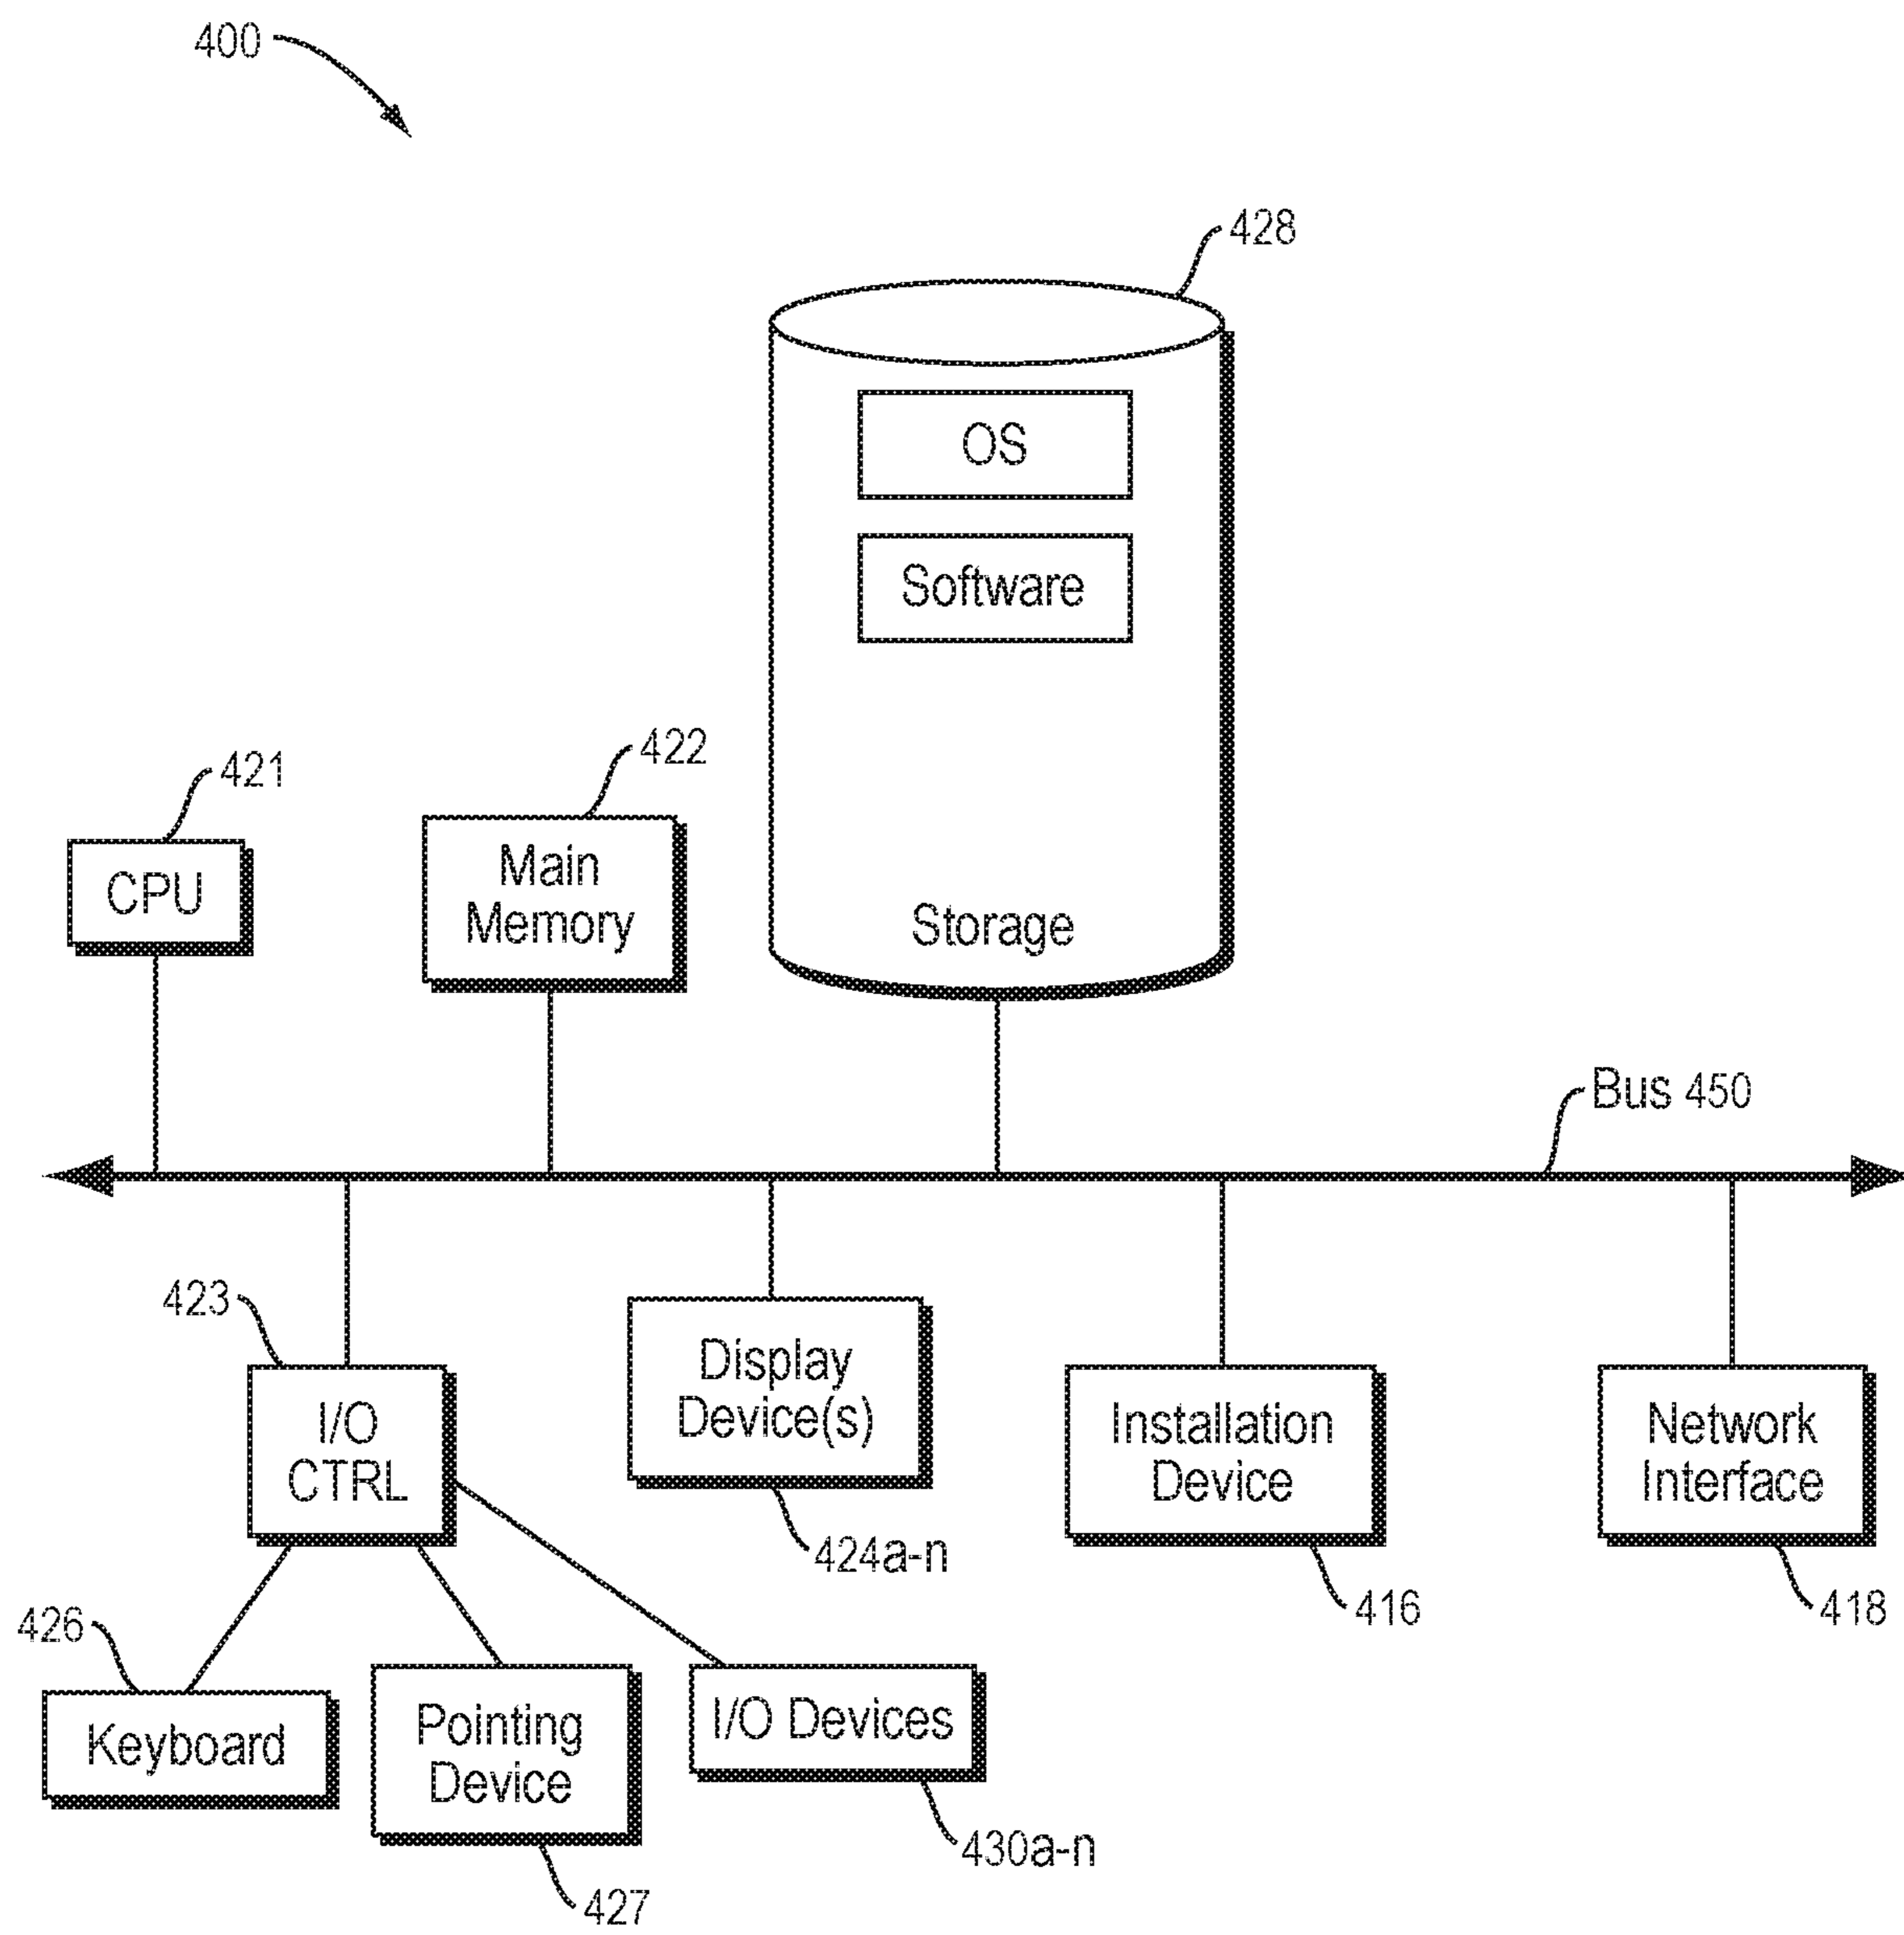 400
428
OS
Software
Storage
422
Main
Memory
421
CPU
Bus 450
423
I/O
CTRL
Display
Device(s)
424a-n
Installation
Device
416
Network
Interface
418
426
Keyboard
Pointing
Device
427
I/O Devices
430a-n